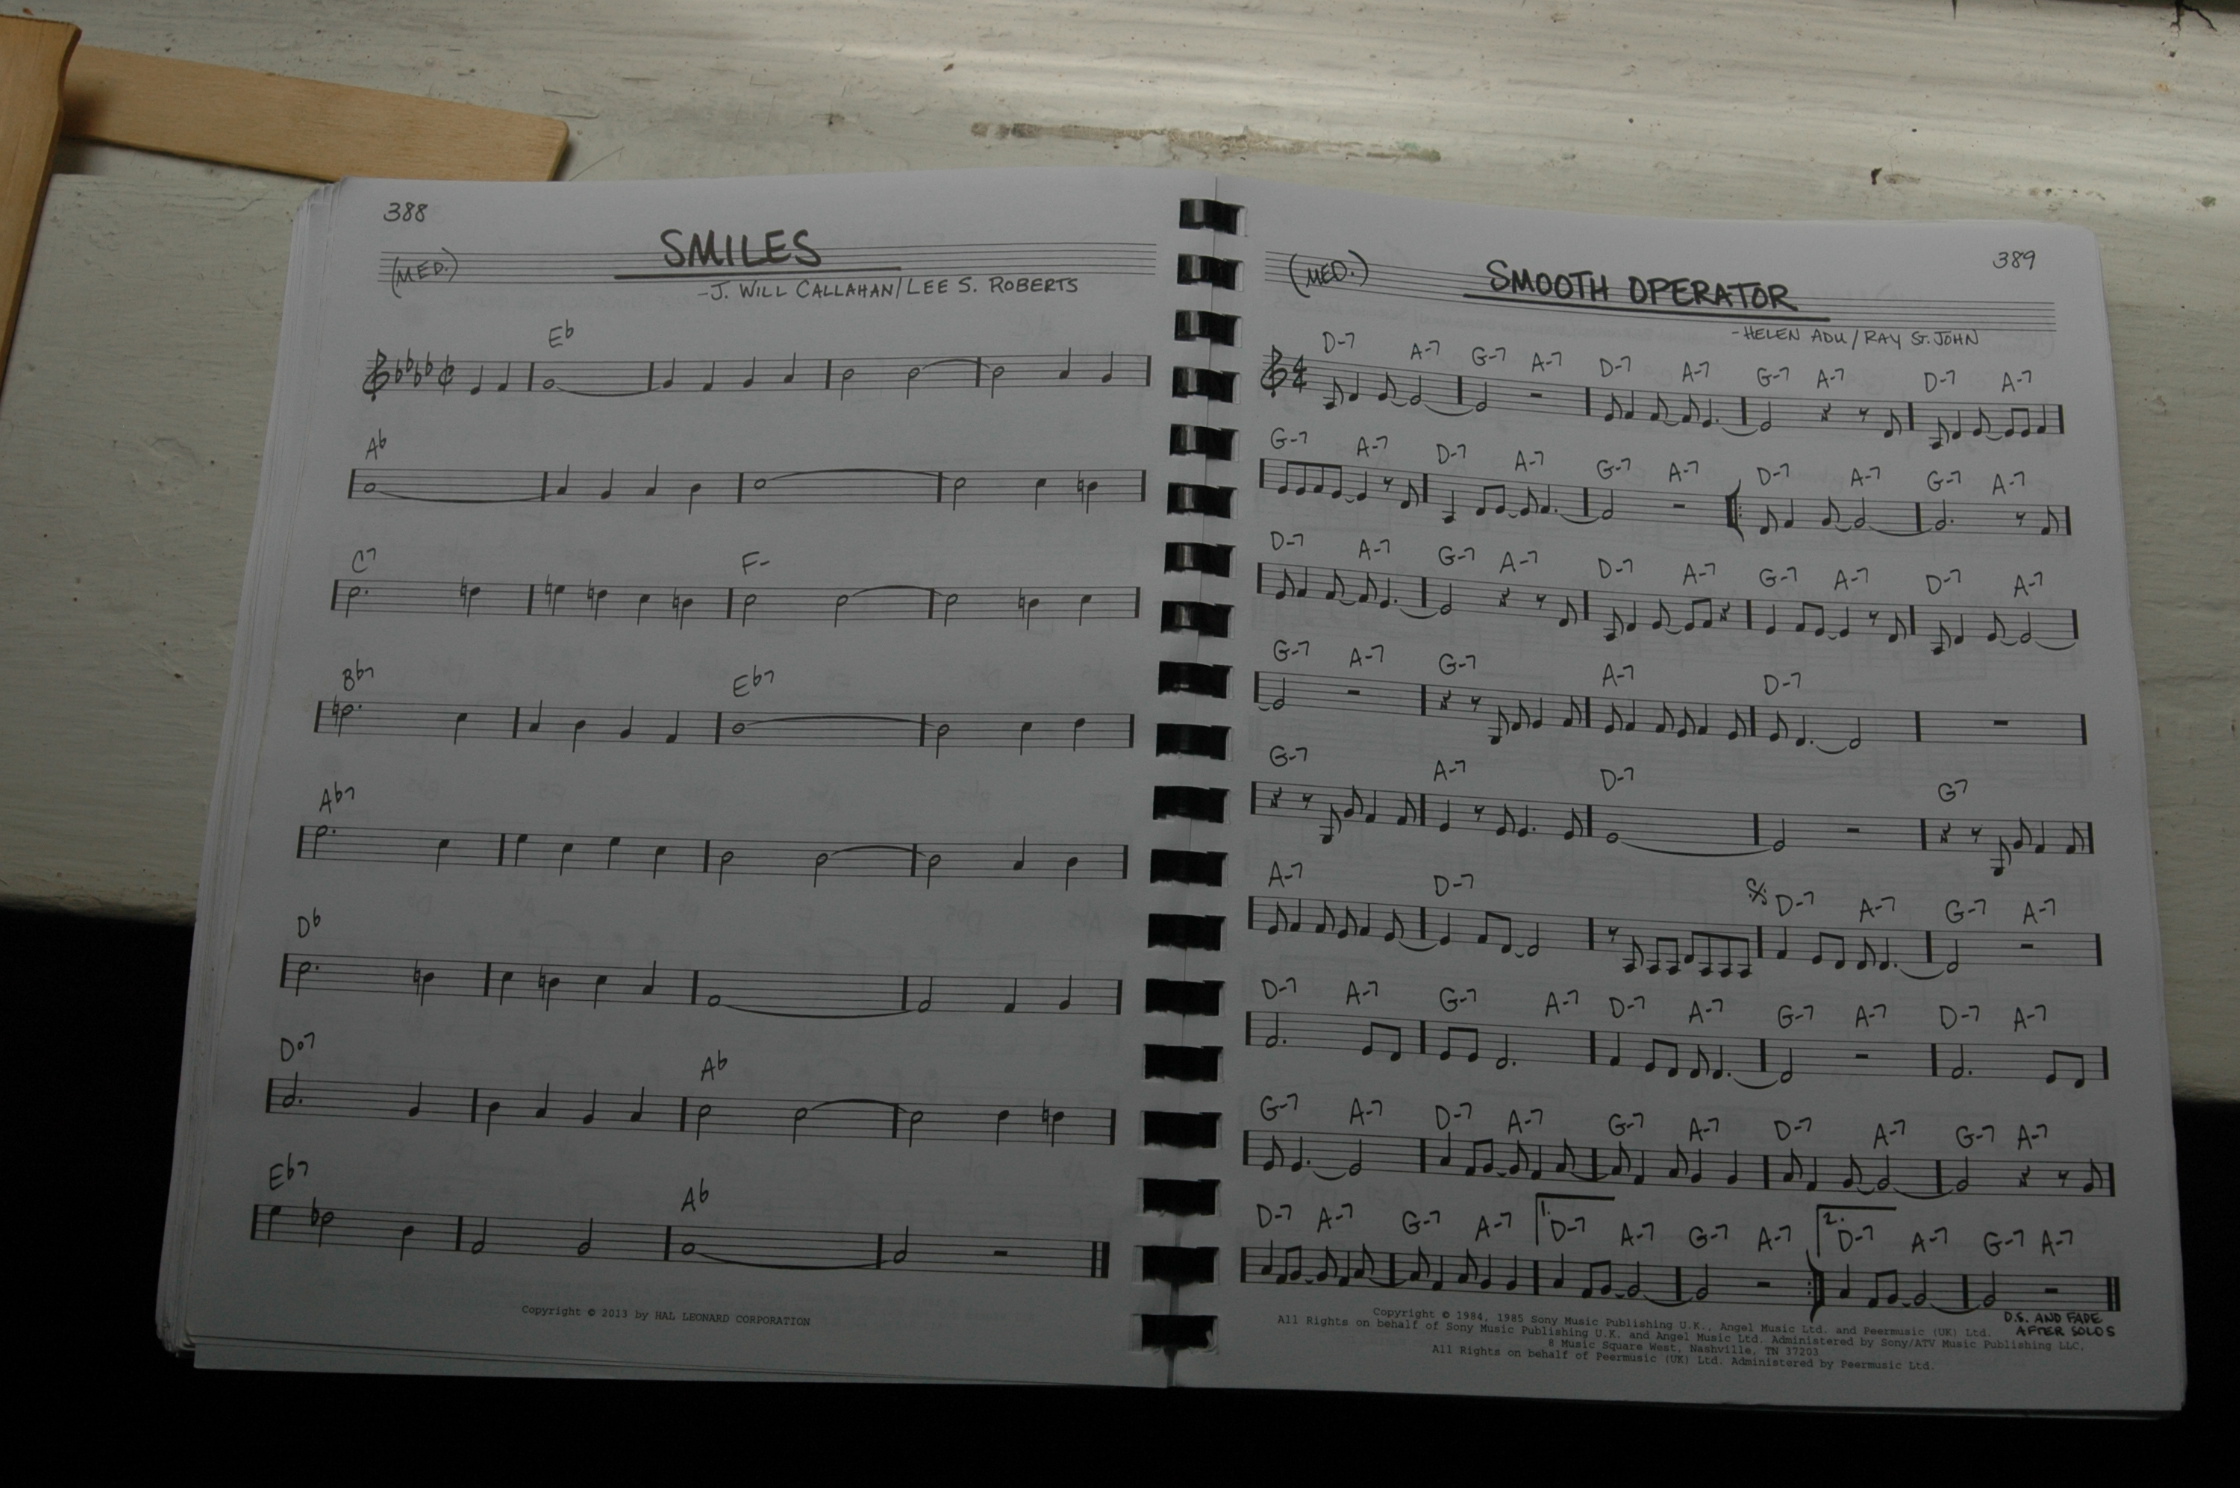 388
SMILES
(MED.)
-J. WILL CALLAHAN/LEE S. ROBERTS
Eb
Ab
C7 F-
Bb7 Eb7
Ab7
Db
Do7 Ab
Eb7 Ab
Copyright © 2013 by HAL LEONARD CORPORATION
389
SMOOTH OPERATOR
(MED.)
-HELEN ADU/RAY ST. JOHN
D-7 A-7 G-7 A-7 D-7 A-7 G-7 A-7 D-7 A-7
G-7 A-7 D-7 A-7 G-7 A-7 D-7 A-7 G-7 A-7
D-7 A-7 G-7 A-7 D-7 A-7 G-7 A-7 D-7 A-7
G-7 A-7 G-7 A-7 D-7
G-7 A-7 D-7 G7
A-7 D-7 D-7 A-7 G-7 A-7
D-7 A-7 G-7 A-7 D-7 A-7 G-7 A-7 D-7 A-7
G-7 A-7 D-7 A-7 G-7 A-7 D-7 A-7 G-7 A-7
D-7 A-7 G-7 A-7 1. D-7 A-7 G-7 A-7 2. D-7 A-7 G-7 A-7
D.S. AND FADE
AFTER SOLOS
Copyright © 1984, 1985 Sony Music Publishing U.K., Angel Music Ltd. and Peermusic (UK) Ltd.
All Rights on behalf of Sony Music Publishing U.K. and Angel Music Ltd. Administered by Sony/ATV Music Publishing LLC,
8 Music Square West, Nashville, TN 37203
All Rights on behalf of Peermusic (UK) Ltd. Administered by Peermusic Ltd.